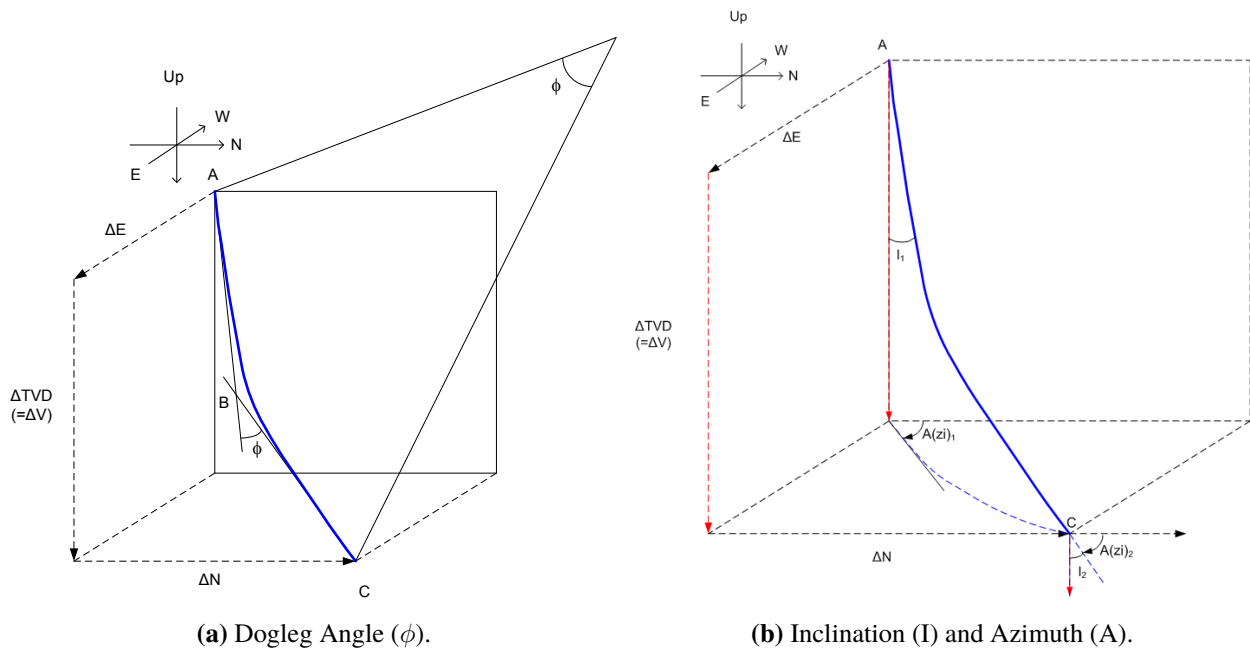 Up
W
N
E
A
ΔE
ϕ
ΔTVD
(=ΔV)
B
ϕ
ΔN
C
(a) Dogleg Angle (ϕ).
Up
W
N
E
A
ΔE
I₁
ΔTVD
(=ΔV)
A(zi)₁
C
A(zi)₂
I₂
ΔN
(b) Inclination (I) and Azimuth (A).